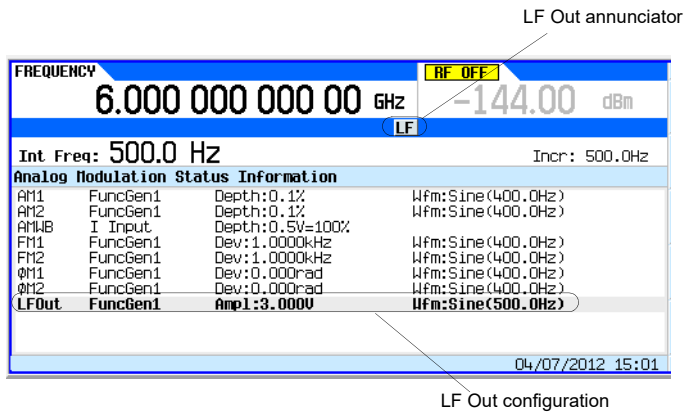 LF Out annunciator
FREQUENCY RF OFF
6.000 000 000 00 GHz -144.00 dBm
LF
Int Freq: 500.0 Hz Incr: 500.0Hz
Analog Modulation Status Information
AM1 FuncGen1 Depth:0.1% Wfm:Sine(400.0Hz)
AM2 FuncGen1 Depth:0.1% Wfm:Sine(400.0Hz)
AMWB I Input Depth:0.5V=100%
FM1 FuncGen1 Dev:1.0000kHz Wfm:Sine(400.0Hz)
FM2 FuncGen1 Dev:1.0000kHz Wfm:Sine(400.0Hz)
ΦM1 FuncGen1 Dev:0.000rad Wfm:Sine(400.0Hz)
ΦM2 FuncGen1 Dev:0.000rad Wfm:Sine(400.0Hz)
LFOut FuncGen1 Ampl:3.000V Wfm:Sine(500.0Hz)
04/07/2012 15:01
LF Out configuration